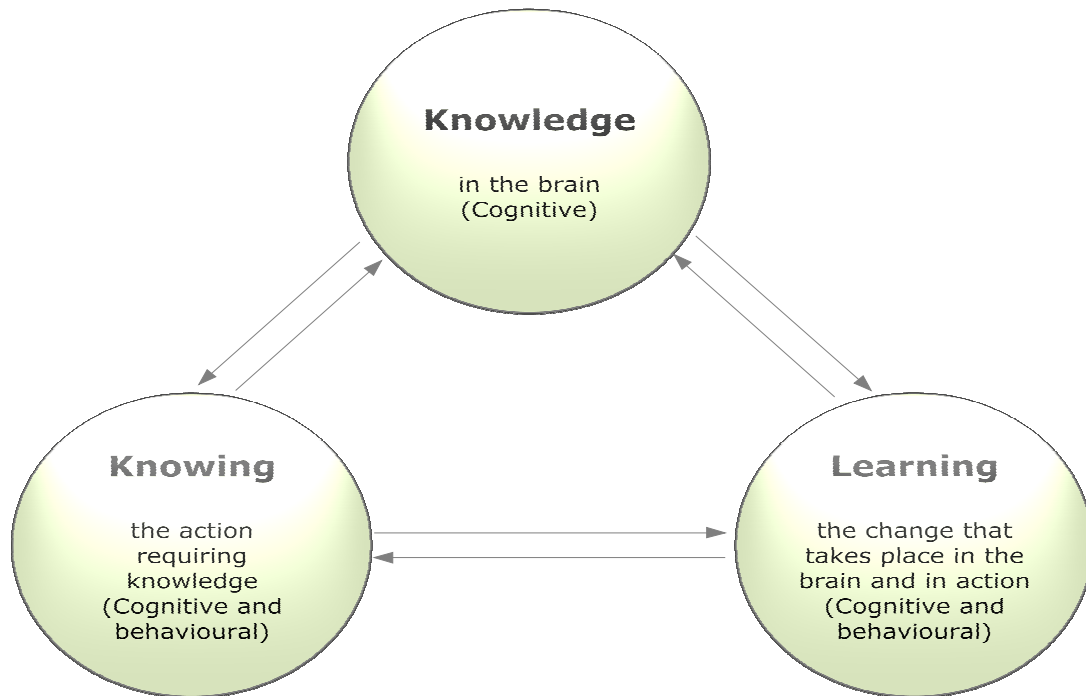 Knowledge
in the brain
(Cognitive)
Knowing
the action
requiring
knowledge
(Cognitive and
behavioural)
Learning
the change that
takes place in the
brain and in action
(Cognitive and
behavioural)